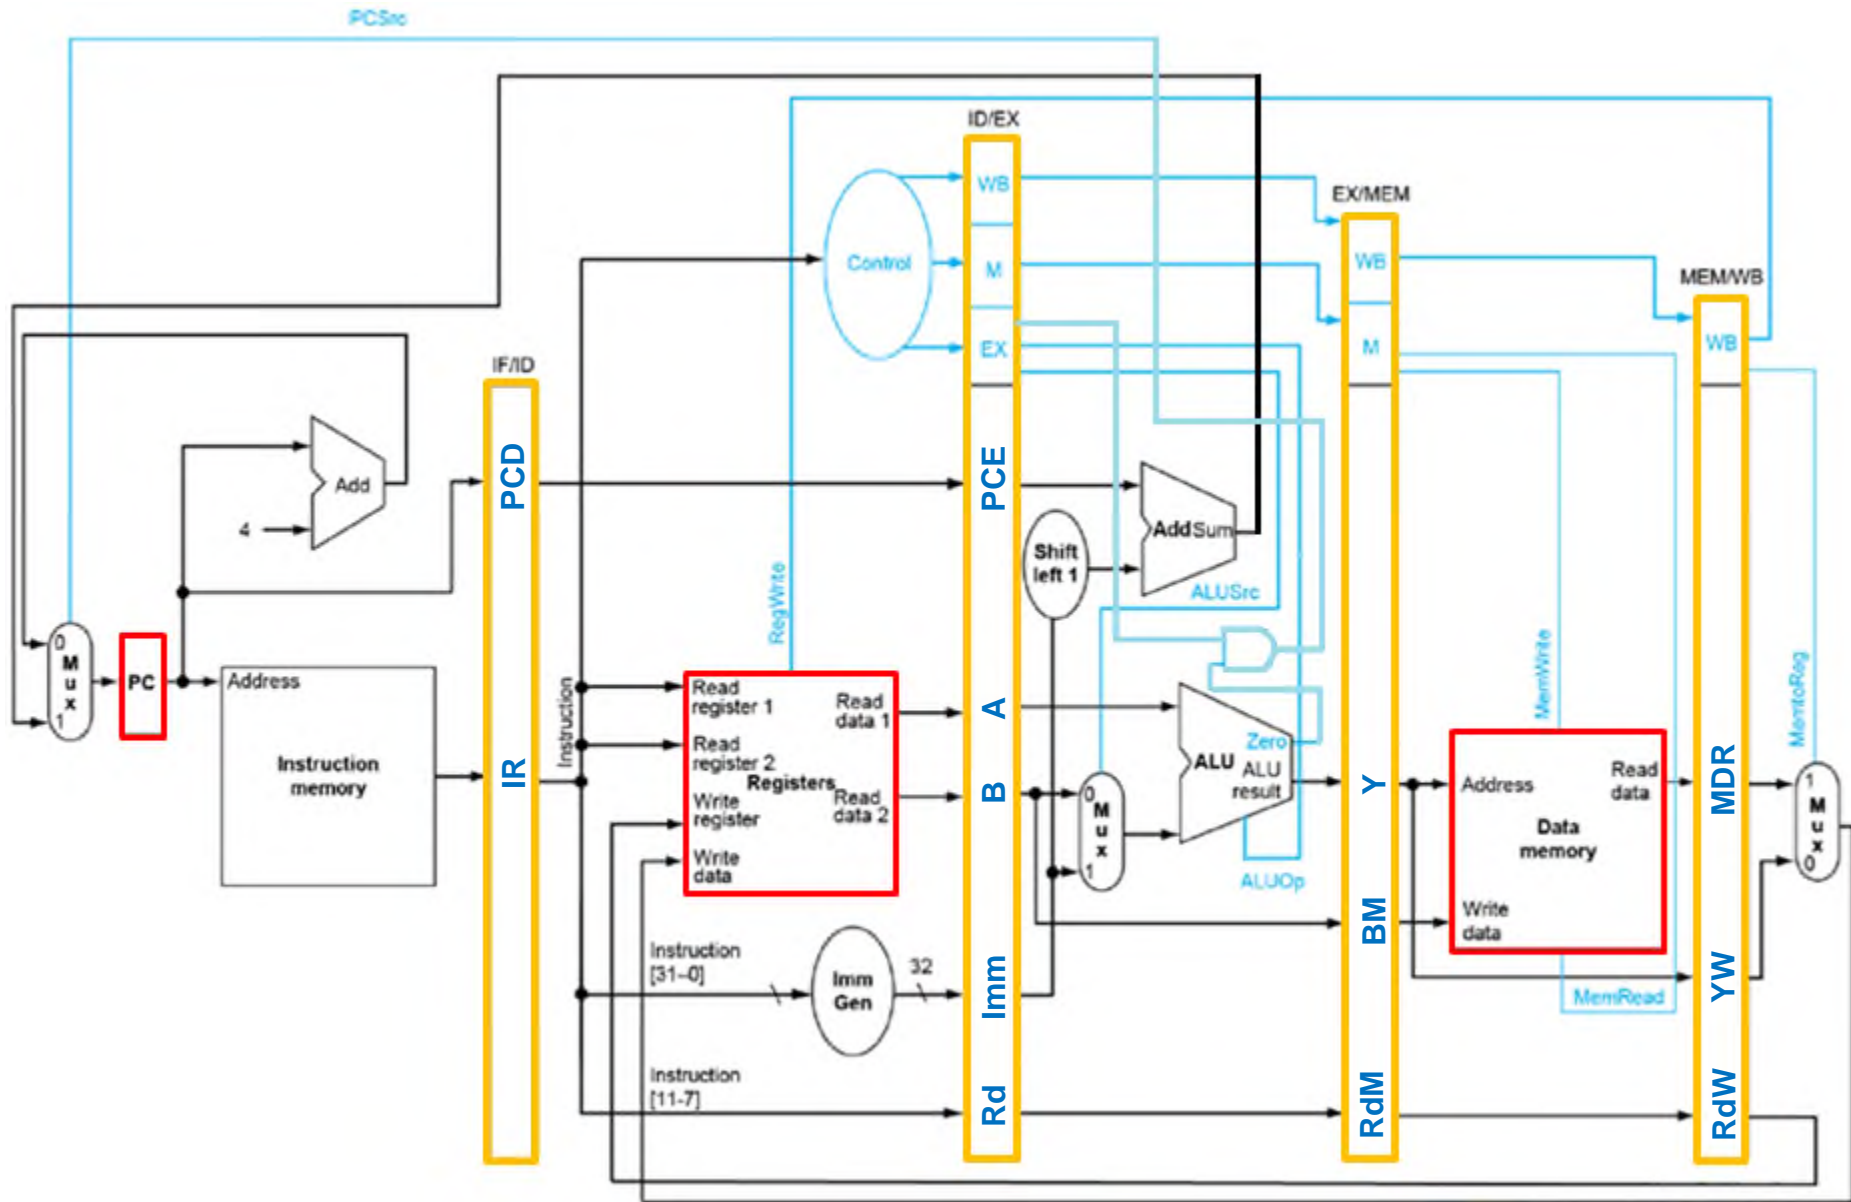 PCSrc
ID/EX
WB
M
EX
Control
EX/MEM
WB
M
MEM/WB
WB
IF/ID
PCD
PCE
Add
4
Shift
left 1
AddSum
RegWrite
ALUSrc
0
Mux
1
PC
Address
Instruction
memory
IR
Instruction
Read
register 1
Read
register 2
Write
register
Write
data
Registers
Read
data 1
Read
data 2
A
B
0
Mux
1
Zero
ALU
ALU
result
ALUOp
Y
BM
MemWrite
Address
Read
data
Data
memory
Write
data
MemRead
MDR
YW
MemtoReg
1
Mux
0
Instruction
[31-0]
Imm
Gen
32
Imm
Instruction
[11-7]
Rd
RdM
RdW